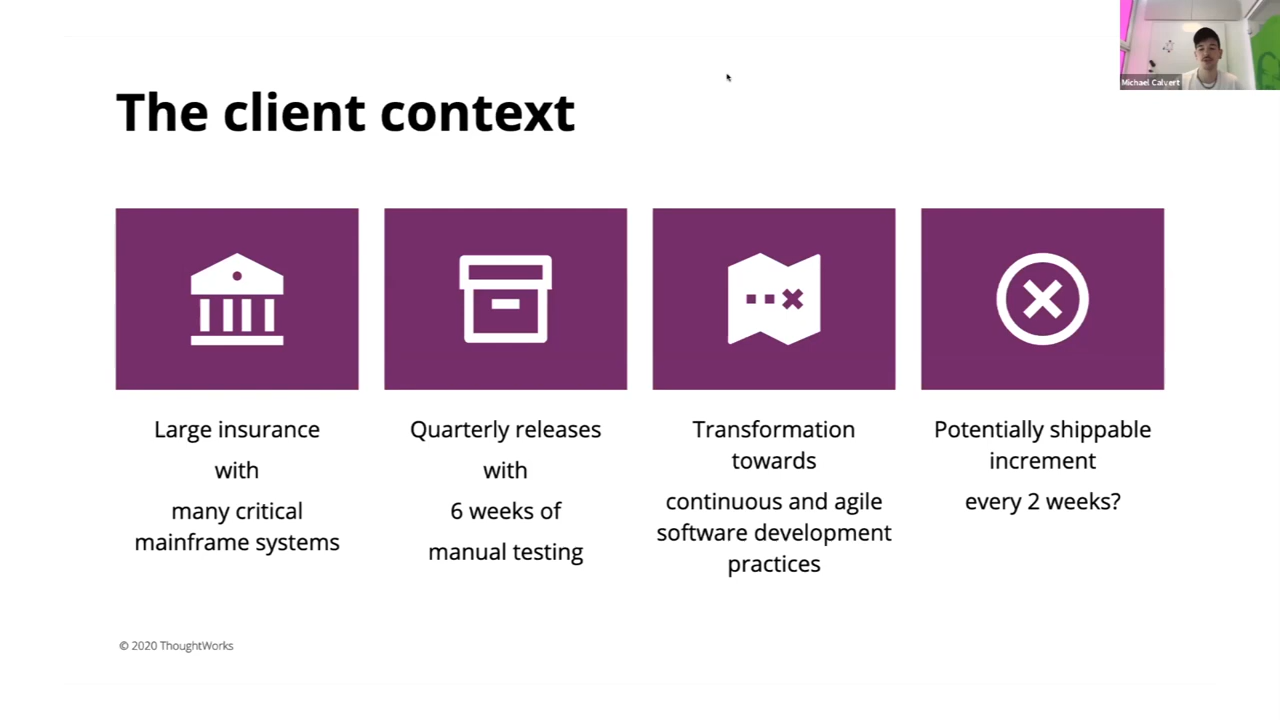 Michael Calvert
The client context
Large insurance
with
many critical
mainframe systems
Quarterly releases
with
6 weeks of
manual testing
Transformation
towards
continuous and agile
software development
practices
Potentially shippable
increment
every 2 weeks?
© 2020 ThoughtWorks